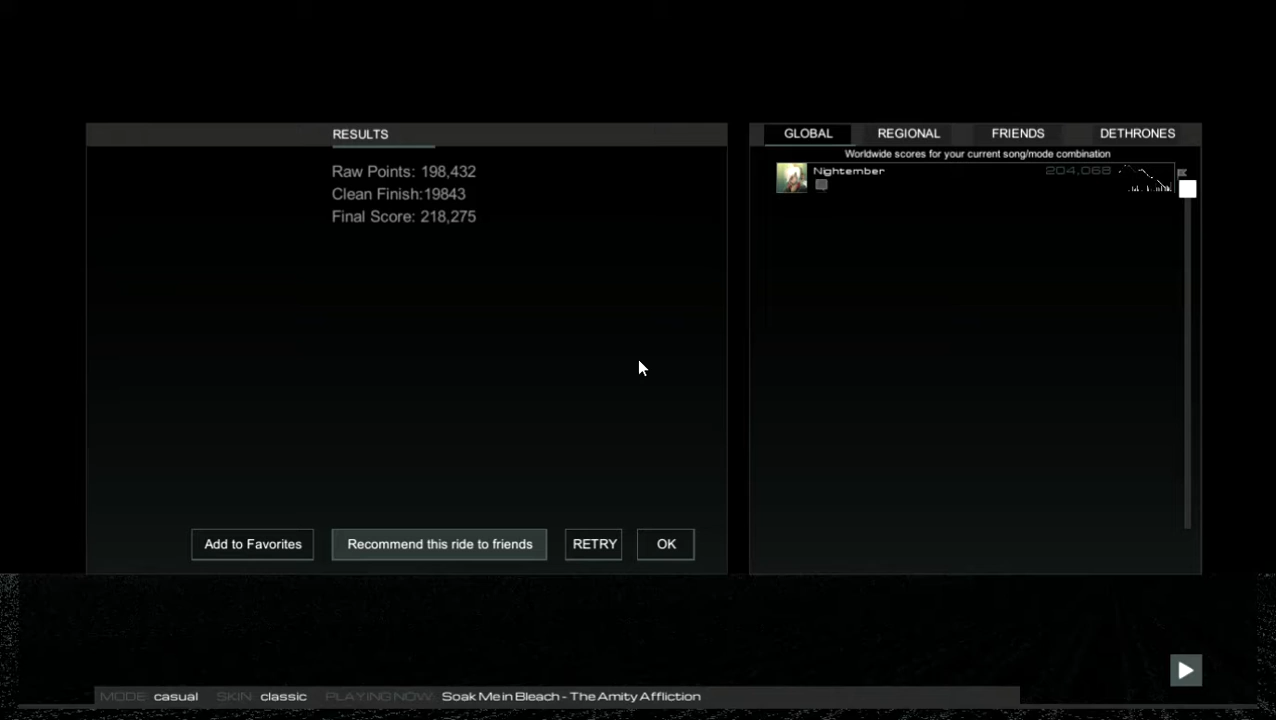 RESULTS
Raw Points: 198,432
Clean Finish:19843
Final Score: 218,275
Add to Favorites
Recommend this ride to friends
RETRY
OK
GLOBAL
REGIONAL
FRIENDS
DETHRONES
Worldwide scores for your current song/mode combination
Nightember
204,068
MODE casual SKIN classic PLAYING NOW Soak Me in Bleach - The Amity Affliction